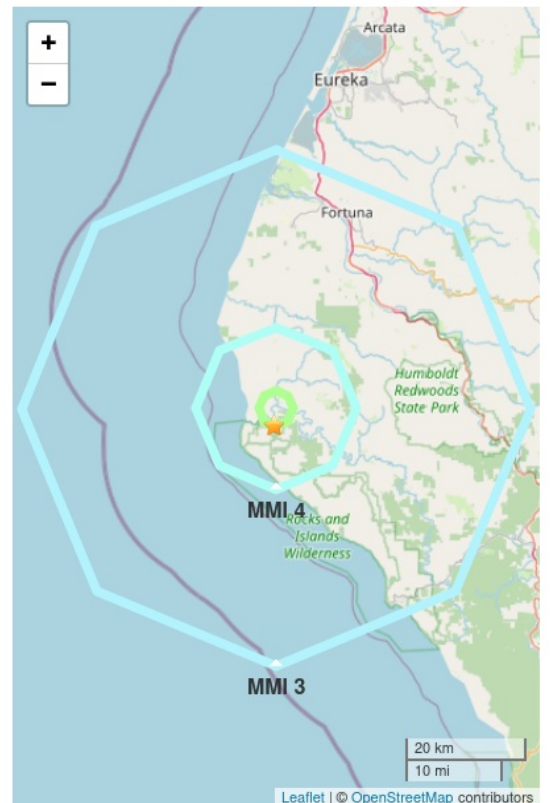 +
−
Arcata
Eureka
Fortuna
Humboldt
Redwoods
State Park
MMI 4
Rocks and
Islands
Wilderness
MMI 3
20 km
10 mi
Leaflet | © OpenStreetMap contributors